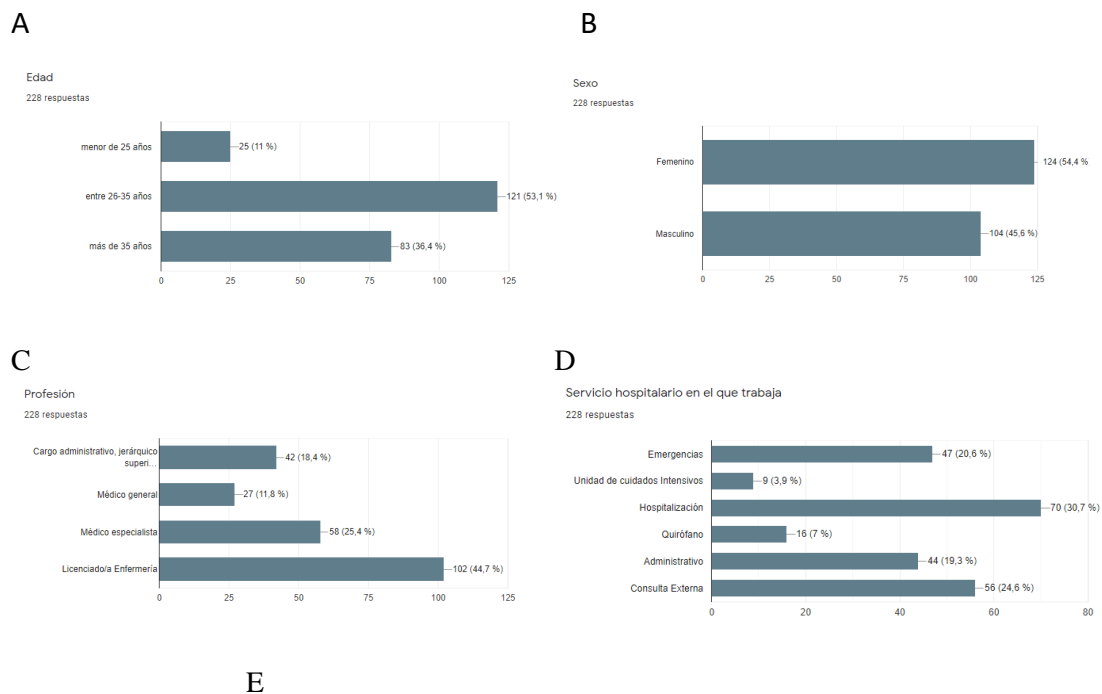 A
Edad
228 respuestas
menor de 25 años
25 (11 %)
entre 26-35 años
121 (53,1 %)
más de 35 años
83 (36,4 %)
0 25 50 75 100 125
B
Sexo
228 respuestas
Femenino
124 (54,4 %
Masculino
104 (45,6 %)
0 25 50 75 100 125
C
Profesión
228 respuestas
Cargo administrativo, jerárquico
superi...
42 (18,4 %)
Médico general
27 (11,8 %)
Médico especialista
58 (25,4 %)
Licenciado/a Enfermería
102 (44,7 %)
0 25 50 75 100 125
D
Servicio hospitalario en el que trabaja
228 respuestas
Emergencias
47 (20,6 %)
Unidad de cuidados Intensivos
9 (3,9 %)
Hospitalización
70 (30,7 %)
Quirófano
16 (7 %)
Administrativo
44 (19,3 %)
Consulta Externa
56 (24,6 %)
0 20 40 60 80
E